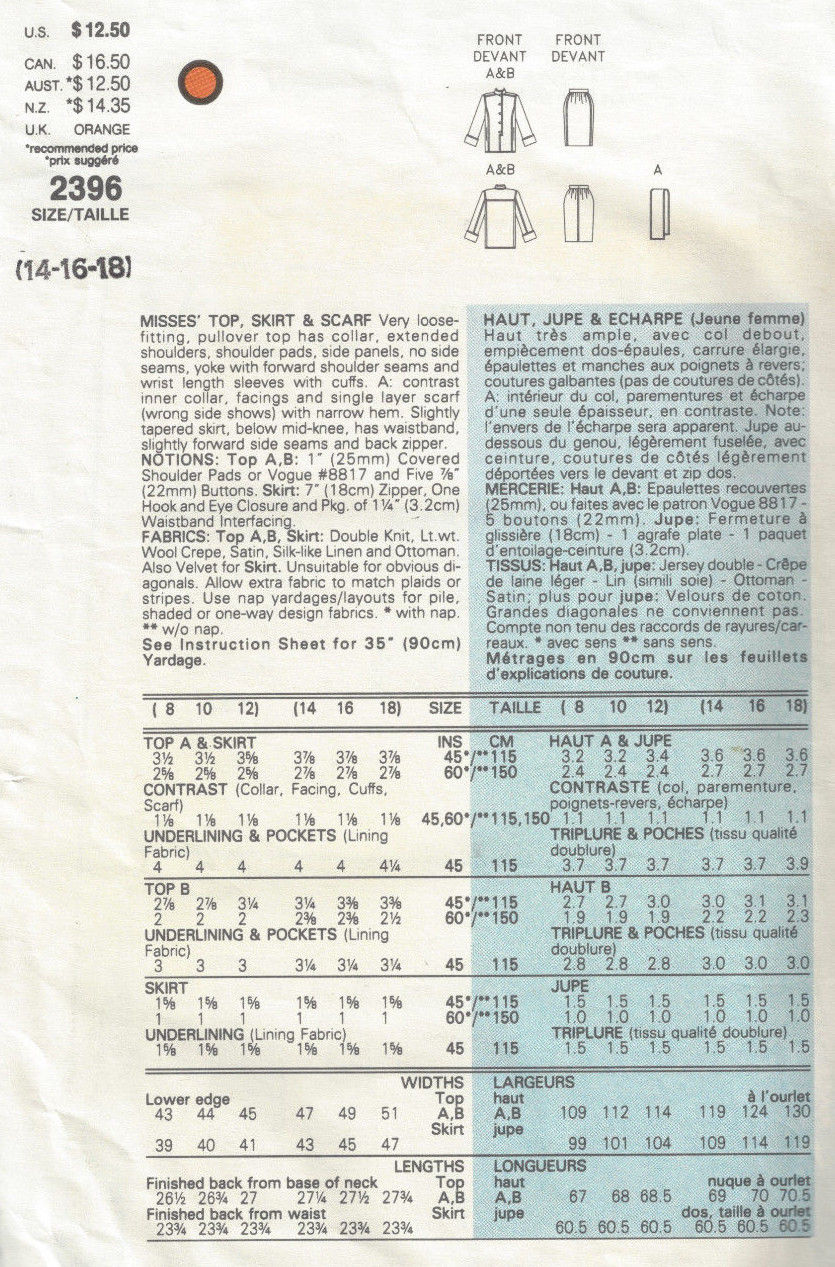 U.S. $12.50
CAN. $16.50
AUST. *$12.50
N.Z. *$14.35
U.K. ORANGE
*recommended price
*prix suggéré
2396
SIZE/TAILLE
(14-16-18)
FRONT FRONT
DEVANT DEVANT
A&B
A&B A
MISSES' TOP, SKIRT & SCARF Very loose-
fitting, pullover top has collar, extended
shoulders, shoulder pads, side panels, no side
seams, yoke with forward shoulder seams and
wrist length sleeves with cuffs. A: contrast
inner collar, facings and single layer scarf
(wrong side shows) with narrow hem. Slightly
tapered skirt, below mid-knee, has waistband,
slightly forward side seams and back zipper.
NOTIONS: Top A,B: 1" (25mm) Covered
Shoulder Pads or Vogue #8817 and Five ⅞"
(22mm) Buttons. Skirt: 7" (18cm) Zipper, One
Hook and Eye Closure and Pkg. of 1¼" (3.2cm)
Waistband Interfacing.
FABRICS: Top A,B, Skirt: Double Knit, Lt.wt.
Wool Crepe, Satin, Silk-like Linen and Ottoman.
Also Velvet for Skirt. Unsuitable for obvious di-
agonals. Allow extra fabric to match plaids or
stripes. Use nap yardages/layouts for pile,
shaded or one-way design fabrics. * with nap.
** w/o nap.
See Instruction Sheet for 35" (90cm)
Yardage.
HAUT, JUPE & ECHARPE (Jeune femme)
Haut très ample, avec col debout,
empiècement dos-épaules, carrure élargie,
épaulettes et manches aux poignets à revers;
coutures galbantes (pas de coutures de côtés).
A: intérieur du col, parementures et écharpe
d'une seule épaisseur, en contraste. Note:
l'envers de l'écharpe sera apparent. Jupe au-
dessous du genou, légèrement fuselée, avec
ceinture, coutures de côtés légèrement
déportées vers le devant et zip dos.
MERCERIE: Haut A,B: Epaulettes recouvertes
(25mm), ou faites avec le patron Vogue 8817 -
5 boutons (22mm). Jupe: Fermeture à
glissière (18cm) - 1 agrafe plate - 1 paquet
d'entoilage-ceinture (3.2cm).
TISSUS: Haut A,B, jupe: Jersey double - Crêpe
de laine léger - Lin (simili soie) - Ottoman -
Satin; plus pour jupe: Velours de coton.
Grandes diagonales ne conviennent pas.
Compte non tenu des raccords de rayures/car-
reaux. * avec sens ** sans sens.
Métrages en 90cm sur les feuillets
d'explications de couture.
( 8 10 12) (14 16 18) SIZE TAILLE ( 8 10 12) (14 16 18)
TOP A & SKIRT INS CM HAUT A & JUPE
3½ 3½ 3⅝ 3⅞ 3⅞ 3⅞ 45*/**115 3.2 3.2 3.4 3.6 3.6 3.6
2⅝ 2⅝ 2⅝ 2⅞ 2⅞ 2⅞ 60*/**150 2.4 2.4 2.4 2.7 2.7 2.7
CONTRAST (Collar, Facing, Cuffs, CONTRASTE (col, parementure,
Scarf) poignets-revers, écharpe)
1⅛ 1⅛ 1⅛ 1⅛ 1⅛ 1⅛ 45,60*/**115,150 1.1 1.1 1.1 1.1 1.1 1.1
UNDERLINING & POCKETS (Lining TRIPLURE & POCHES (tissu qualité
Fabric) doublure)
4 4 4 4 4 4¼ 45 115 3.7 3.7 3.7 3.7 3.7 3.9
TOP B HAUT B
2⅞ 2⅞ 3¼ 3¼ 3⅜ 3⅜ 45*/**115 2.7 2.7 3.0 3.0 3.1 3.1
2 2 2 2⅜ 2⅜ 2½ 60*/**150 1.9 1.9 1.9 2.2 2.2 2.3
UNDERLINING & POCKETS (Lining TRIPLURE & POCHES (tissu qualité
Fabric) doublure)
3 3 3 3¼ 3¼ 3¼ 45 115 2.8 2.8 2.8 3.0 3.0 3.0
SKIRT JUPE
1⅝ 1⅝ 1⅝ 1⅝ 1⅝ 1⅝ 45*/**115 1.5 1.5 1.5 1.5 1.5 1.5
1 1 1 1 1 1 60*/**150 1.0 1.0 1.0 1.0 1.0 1.0
UNDERLINING (Lining Fabric) TRIPLURE (tissu qualité doublure)
1⅝ 1⅝ 1⅝ 1⅝ 1⅝ 1⅝ 45 115 1.5 1.5 1.5 1.5 1.5 1.5
WIDTHS LARGEURS
Lower edge Top haut à l'ourlet
43 44 45 47 49 51 A,B A,B 109 112 114 119 124 130
Skirt jupe
39 40 41 43 45 47 99 101 104 109 114 119
LENGTHS LONGUEURS
Finished back from base of neck Top haut nuque à ourlet
26½ 26¾ 27 27¼ 27½ 27¾ A,B A,B 67 68 68.5 69 70 70.5
Finished back from waist Skirt jupe dos, taille à ourlet
23¾ 23¾ 23¾ 23¾ 23¾ 23¾ 60.5 60.5 60.5 60.5 60.5 60.5